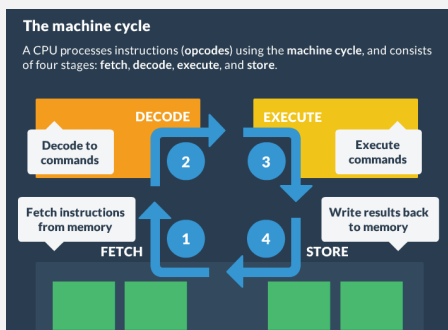 The machine cycle
A CPU processes instructions (opcodes) using the machine cycle, and consists
of four stages: fetch, decode, execute, and store.
DECODE
EXECUTE
Decode to
commands
2
3
Execute
commands
Fetch instructions
from memory
1
4
Write results back
to memory
FETCH
STORE